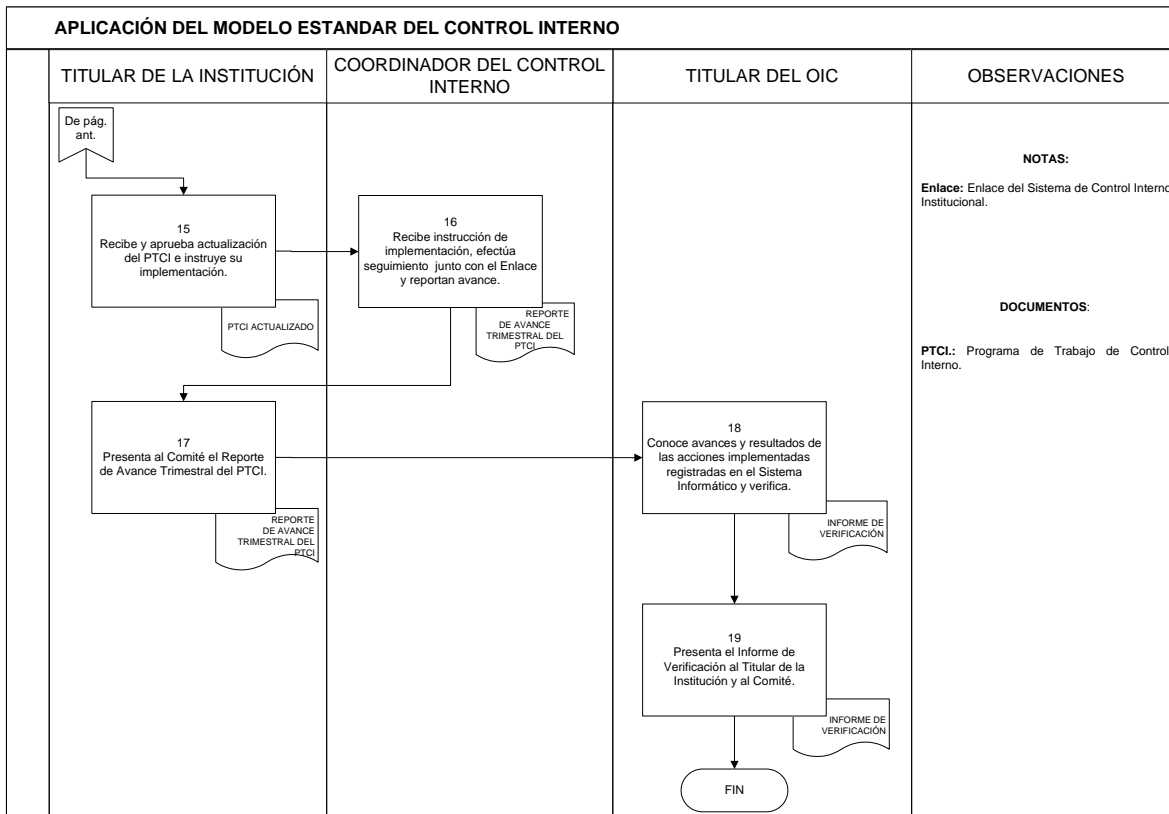 APLICACIÓN DEL MODELO ESTANDAR DEL CONTROL INTERNO
TITULAR DE LA INSTITUCIÓN
COORDINADOR DEL CONTROL
INTERNO
TITULAR DEL OIC
OBSERVACIONES
De pág.
ant.
15
Recibe y aprueba actualización
del PTCI e instruye su
implementación.
PTCI ACTUALIZADO
16
Recibe instrucción de
implementación, efectúa
seguimiento junto con el Enlace
y reportan avance.
REPORTE
DE AVANCE
TRIMESTRAL DEL
PTCI
17
Presenta al Comité el Reporte
de Avance Trimestral del PTCI.
REPORTE
DE AVANCE
TRIMESTRAL DEL
PTCI
18
Conoce avances y resultados de
las acciones implementadas
registradas en el Sistema
Informático y verifica.
INFORME DE
VERIFICACIÓN
19
Presenta el Informe de
Verificación al Titular de la
Institución y al Comité.
INFORME DE
VERIFICACIÓN
FIN
NOTAS:
Enlace: Enlace del Sistema de Control Interno
Institucional.
DOCUMENTOS:
PTCI.: Programa de Trabajo de Control
Interno.